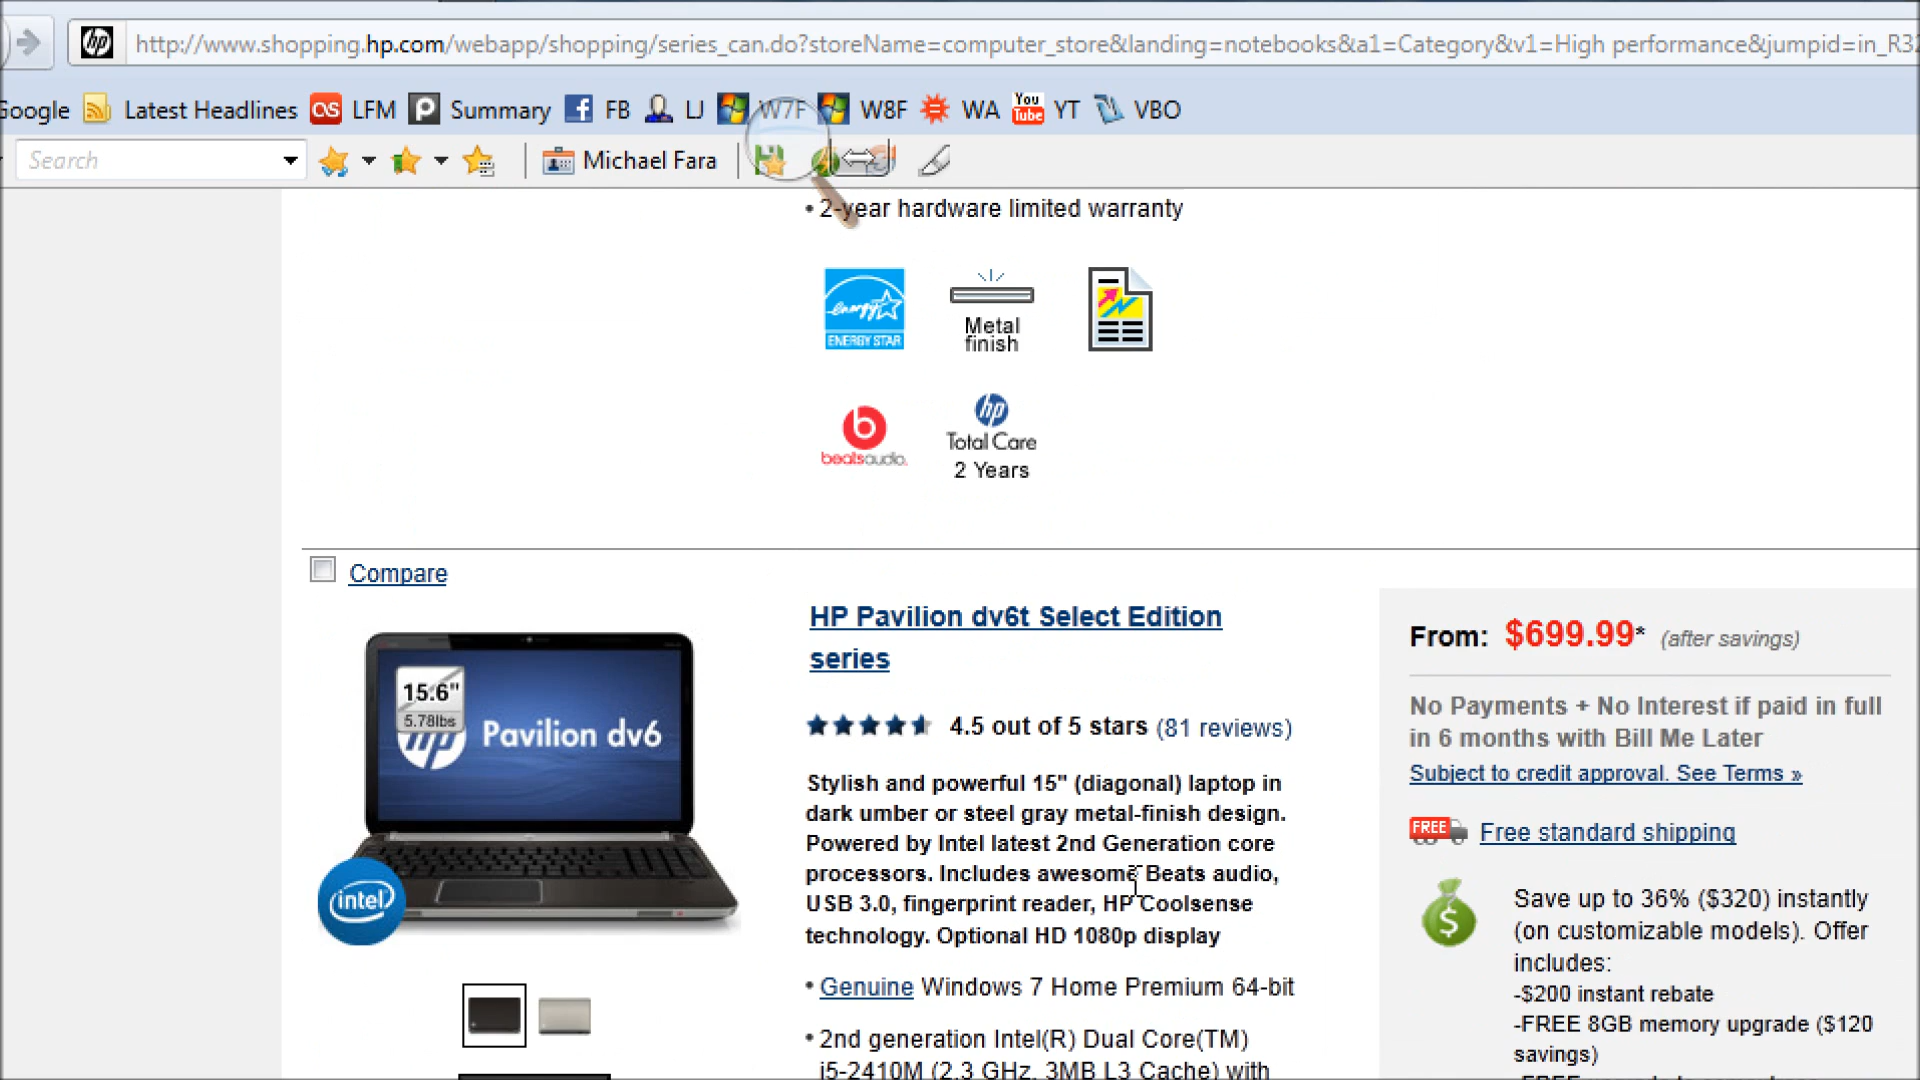 http://www.shopping.hp.com/webapp/shopping/series_can.do?storeName=computer_store&landing=notebooks&a1=Category&v1=High performance&jumpid=in_R32
Google Latest Headlines LFM Summary FB LJ W7F W8F WA You Tube YT VBO
Search Michael Fara
• 2-year hardware limited warranty
energy
ENERGY STAR
Metal
finish
b
beatsaudio.
hp
Total Care
2 Years
Compare
HP Pavilion dv6t Select Edition
series
15.6"
5.78lbs
hp Pavilion dv6
intel
4.5 out of 5 stars (81 reviews)
Stylish and powerful 15" (diagonal) laptop in
dark umber or steel gray metal-finish design.
Powered by Intel latest 2nd Generation core
processors. Includes awesome Beats audio,
USB 3.0, fingerprint reader, HP Coolsense
technology. Optional HD 1080p display
• Genuine Windows 7 Home Premium 64-bit
• 2nd generation Intel(R) Dual Core(TM)
i5-2410M (2.3 GHz, 3MB L3 Cache) with
From: $699.99* (after savings)
No Payments + No Interest if paid in full
in 6 months with Bill Me Later
Subject to credit approval. See Terms »
FREE Free standard shipping
$
Save up to 36% ($320) instantly
(on customizable models). Offer
includes:
-$200 instant rebate
-FREE 8GB memory upgrade ($120
savings)